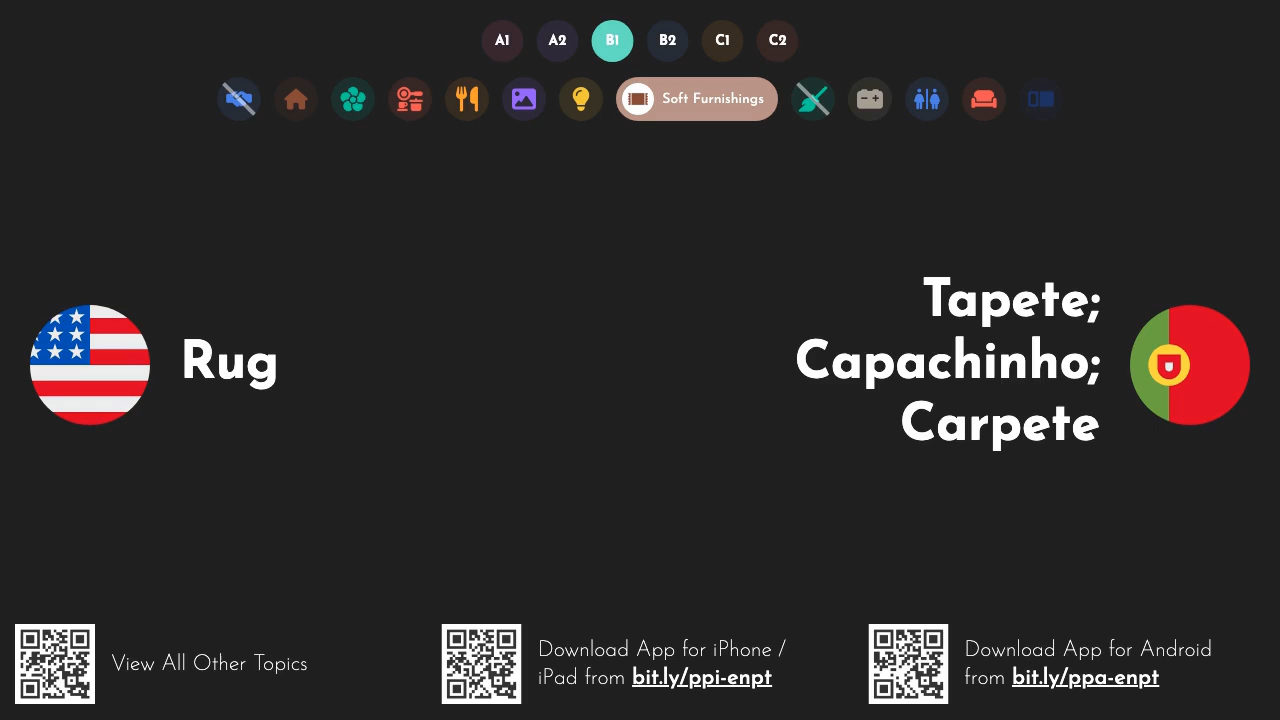 A1 A2 B1 B2 C1 C2
Soft Furnishings
Rug
Tapete;
Capachinho;
Carpete
View All Other Topics
Download App for iPhone /
iPad from bit.ly/ppi-enpt
Download App for Android
from bit.ly/ppa-enpt